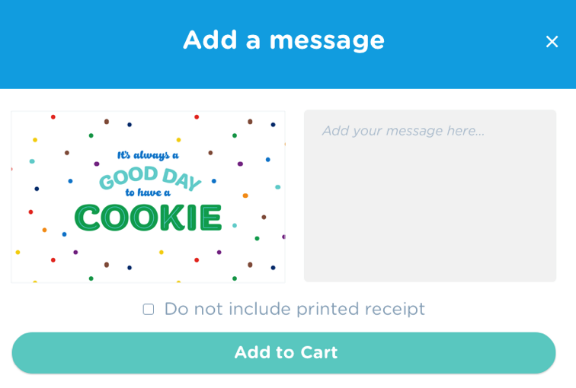 Add a message
It's always a
GOOD DAY
to have a
COOKIE
Add your message here...
Do not include printed receipt
Add to Cart